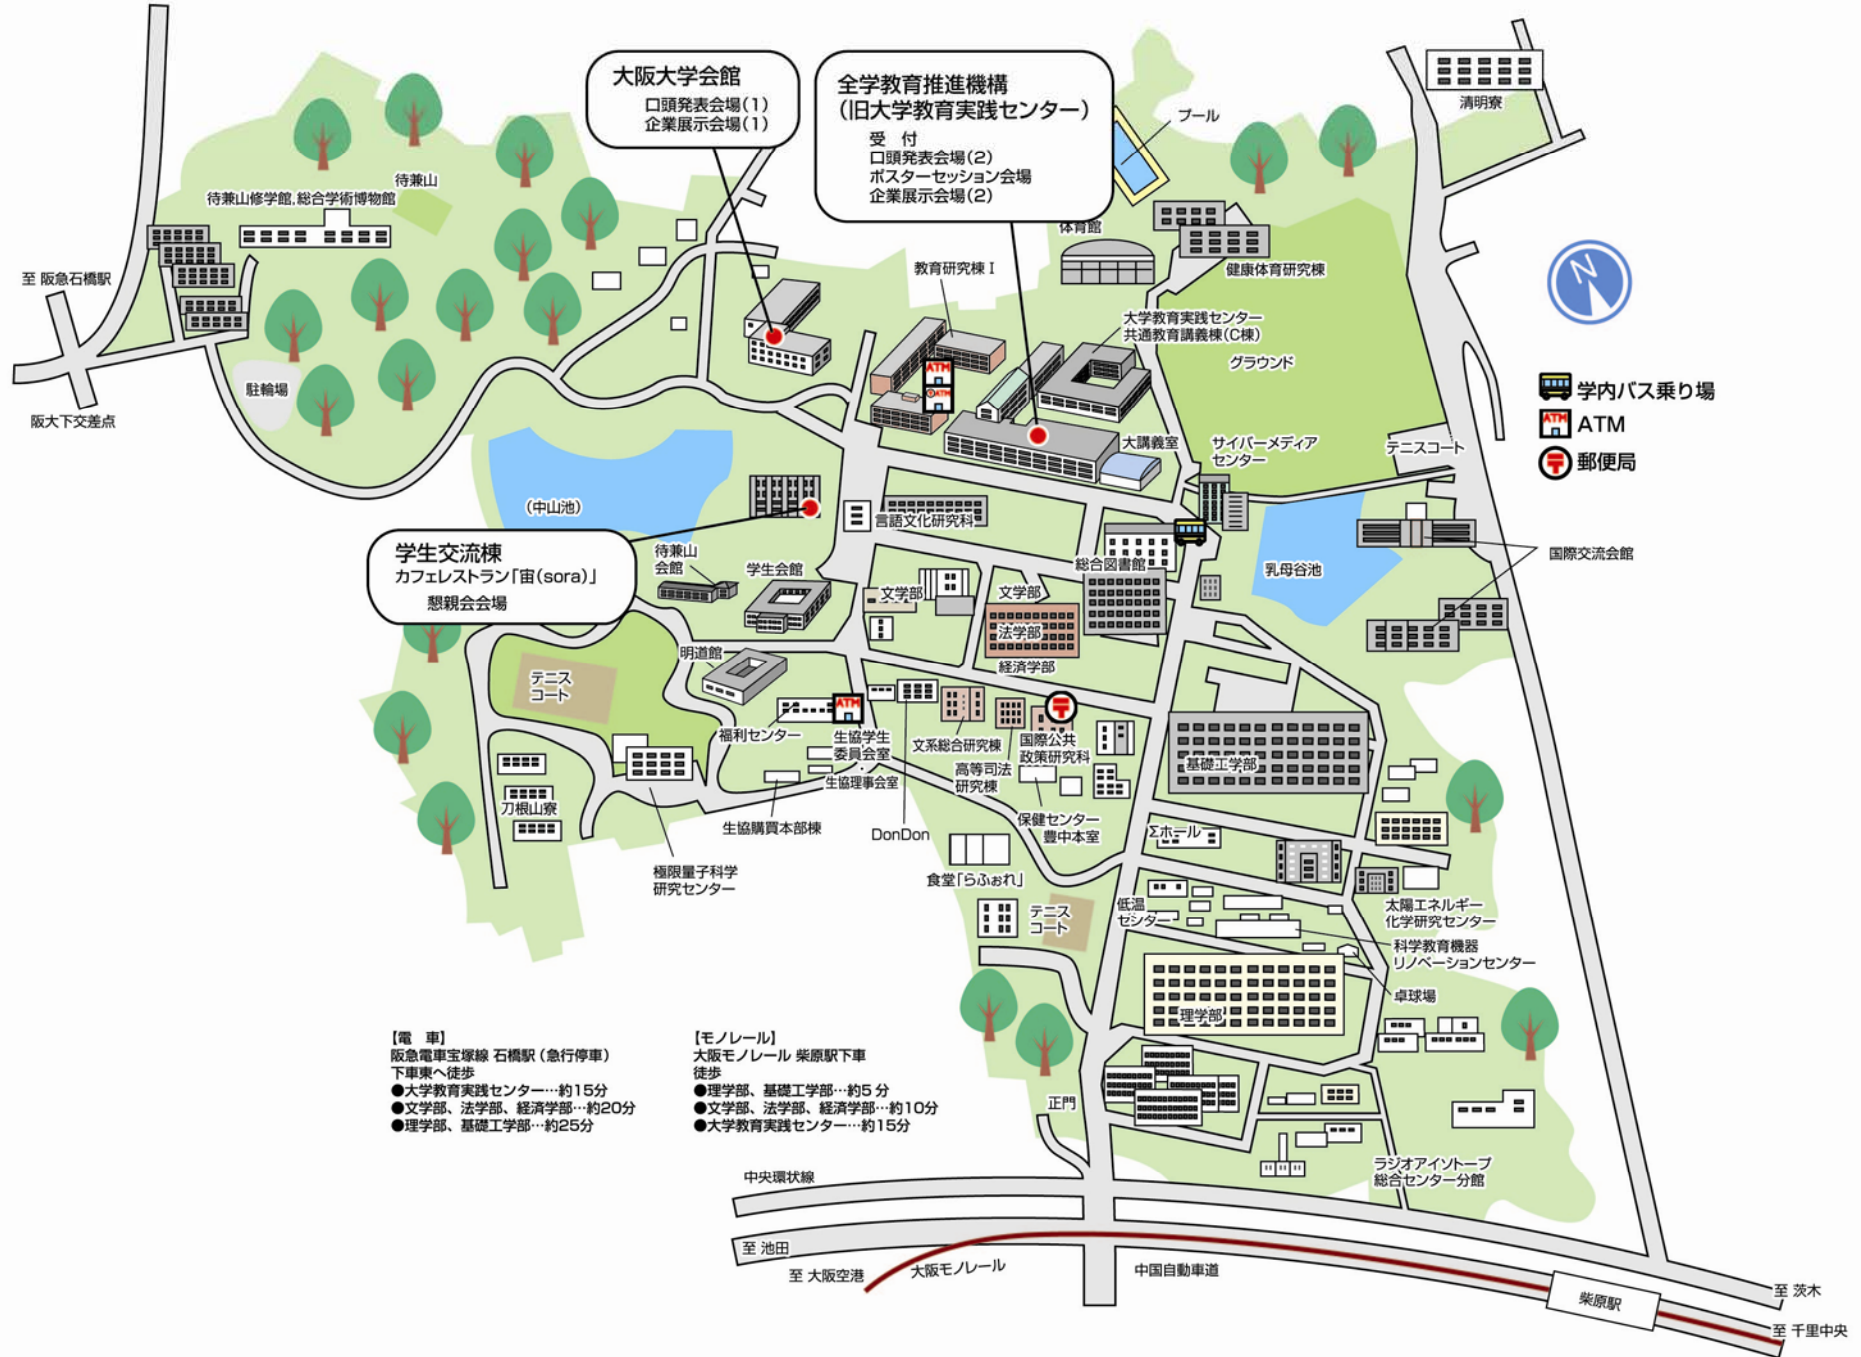 大阪大学会館
口頭発表会場(1)
企業展示会場(1)
全学教育推進機構
(旧大学教育実践センター)
受　付
口頭発表会場(2)
ポスターセッション会場
企業展示会場(2)
プール
清明寮
待兼山
待兼山修学館,総合学術博物館
体育館
健康体育研究棟
N
至 阪急石橋駅
教育研究棟 I
大学教育実践センター
共通教育講義棟(C棟)
グラウンド
駐輪場
阪大下交差点
ATM
ATM
学内バス乗り場
ATM
ATM
郵便局
大講義室
サイバーメディア
センター
テニスコート
(中山池)
言語文化研究科
学生交流棟
カフェレストラン「宙(sora)」
懇親会会場
待兼山
会館
学生会館
総合図書館
乳母谷池
国際交流会館
文学部
文学部
法学部
経済学部
明道館
テニス
コート
ATM
福利センター
生協学生
委員会室
生協理事会室
文系総合研究棟
国際公共
政策研究科
高等司法
研究棟
基礎工学部
刀根山寮
生協購買本部棟
DonDon
保健センター
豊中本室
Σホール
極限量子科学
研究センター
食堂「らふぉれ」
テニス
コート
低温
センター
太陽エネルギー
化学研究センター
科学教育機器
リノベーションセンター
卓球場
理学部
【電　車】
阪急電車宝塚線 石橋駅 (急行停車)
下車東へ徒歩
●大学教育実践センター…約15分
●文学部、法学部、経済学部…約20分
●理学部、基礎工学部…約25分
【モノレール】
大阪モノレール 柴原駅下車
徒歩
●理学部、基礎工学部…約5 分
●文学部、法学部、経済学部…約10分
●大学教育実践センター…約15分
正門
ラジオアイソトープ
総合センター分館
中央環状線
至 池田
至 大阪空港
大阪モノレール
中国自動車道
柴原駅
至 茨木
至 千里中央